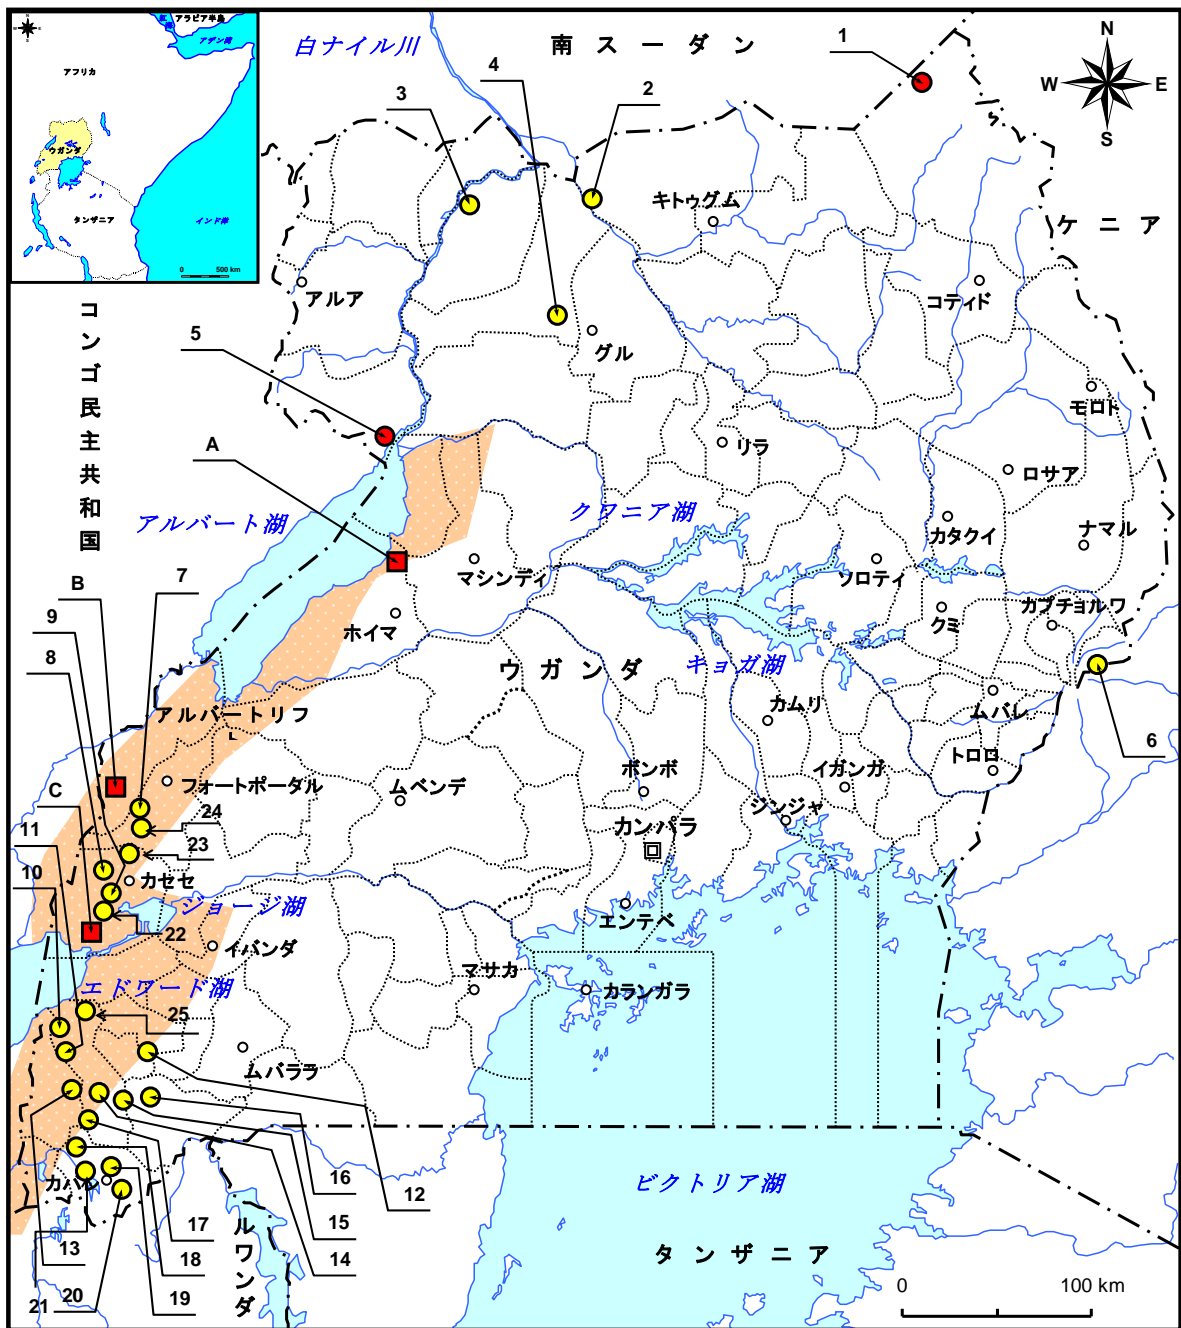 紅海
アラビア半島
アデン湾
アフリカ
ウガンダ
タンザニア
インド洋
0 500 km
白ナイル川
南スーダン
N
W E
S
1
2
3
4
キトゥグム
ケニア
コンゴ民主共和国
アルア
コティド
5
グル
モロト
A
リラ
ロサア
アルバート湖
クワニア湖
カタクイ
ナマル
マシンディ
ソロティ
B
7
9
8
ホイマ
クミ
カプチョルワ
ウガンダ
キョガ湖
アルバートリフト
カムリ
ムバレ
6
トロロ
C
フォートポータル
ムベンデ
ボンボ
イガンガ
ジンジャ
カンパラ
11
24
10
23
カセセ
ジョージ湖
22
エンテベ
イバンダ
マサカ
カランガラ
エドワード湖
25
ムバララ
カバレ
16
12
ビクトリア湖
17
15
13
18
14
ルワンダ
タンザニア
21
20
19
0 100 km